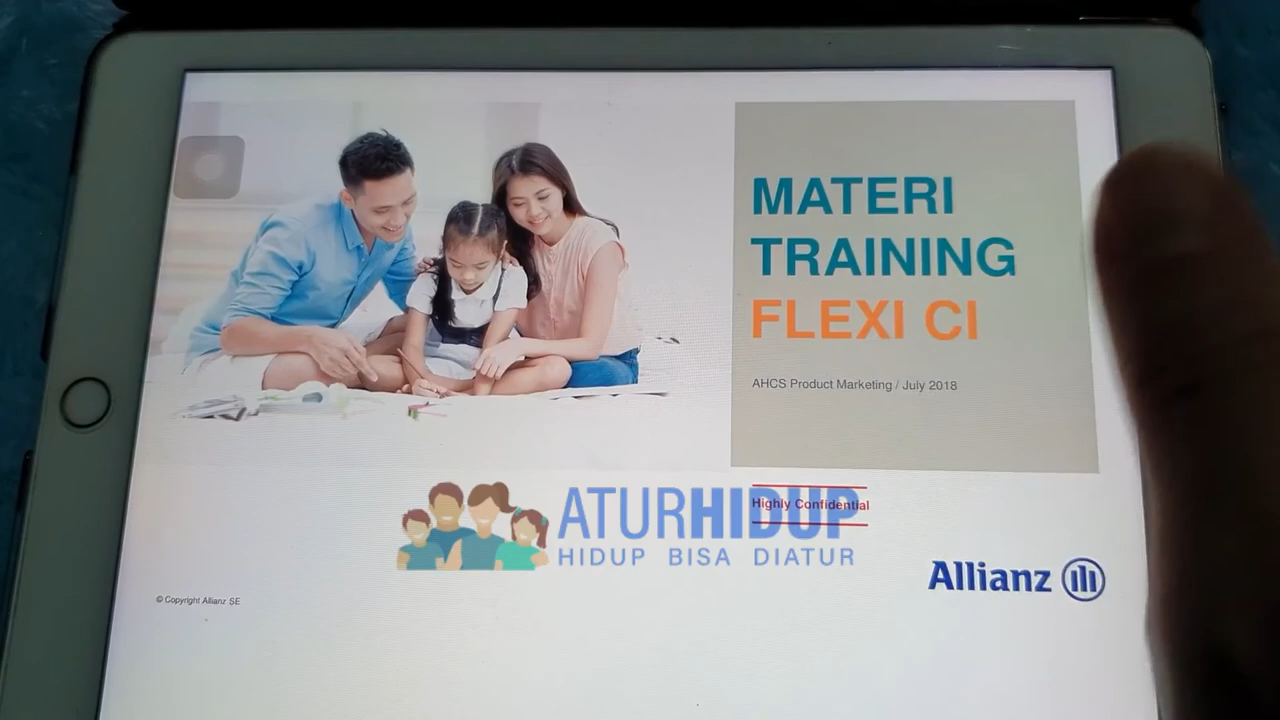 MATERI
TRAINING
FLEXI CI
AHCS Product Marketing / July 2018
Highly Confidential
ATURHIDUP
HIDUP BISA DIATUR
Allianz
© Copyright Allianz SE